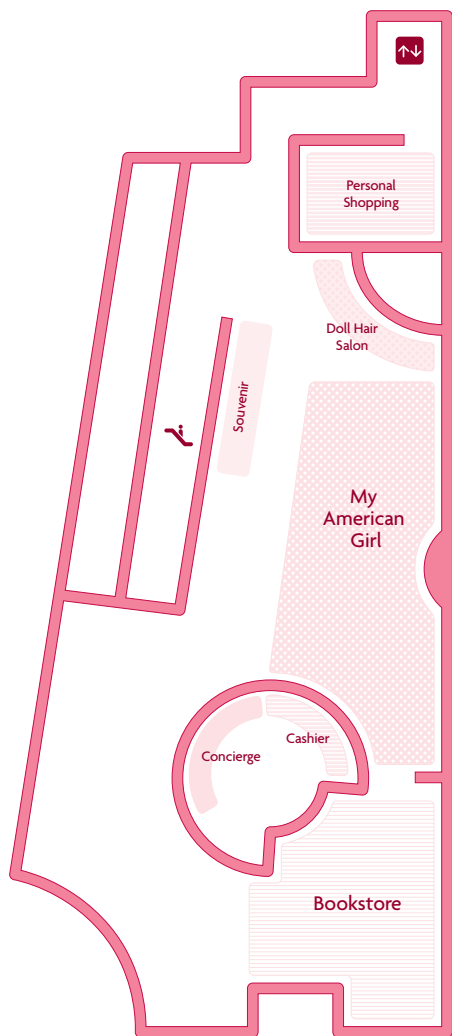 Personal
Shopping
Doll Hair
Salon
Souvenir
My
American
Girl
Cashier
Concierge
Bookstore